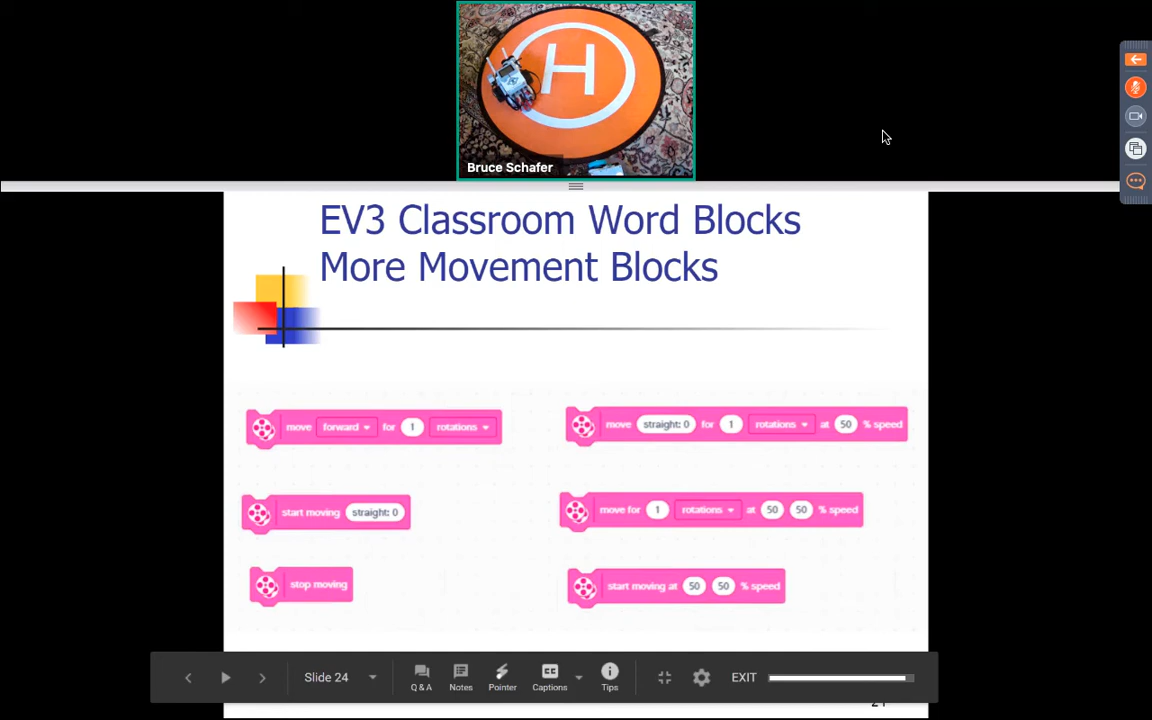 H
Bruce Schafer
EV3 Classroom Word Blocks
More Movement Blocks
move forward for 1 rotations
move straight: 0 for 1 rotations at 50 % speed
start moving straight: 0
move for 1 rotations at 50 50 % speed
stop moving
start moving at 50 50 % speed
Slide 24
Q & A
Notes
Pointer
CC
Captions
Tips
EXIT